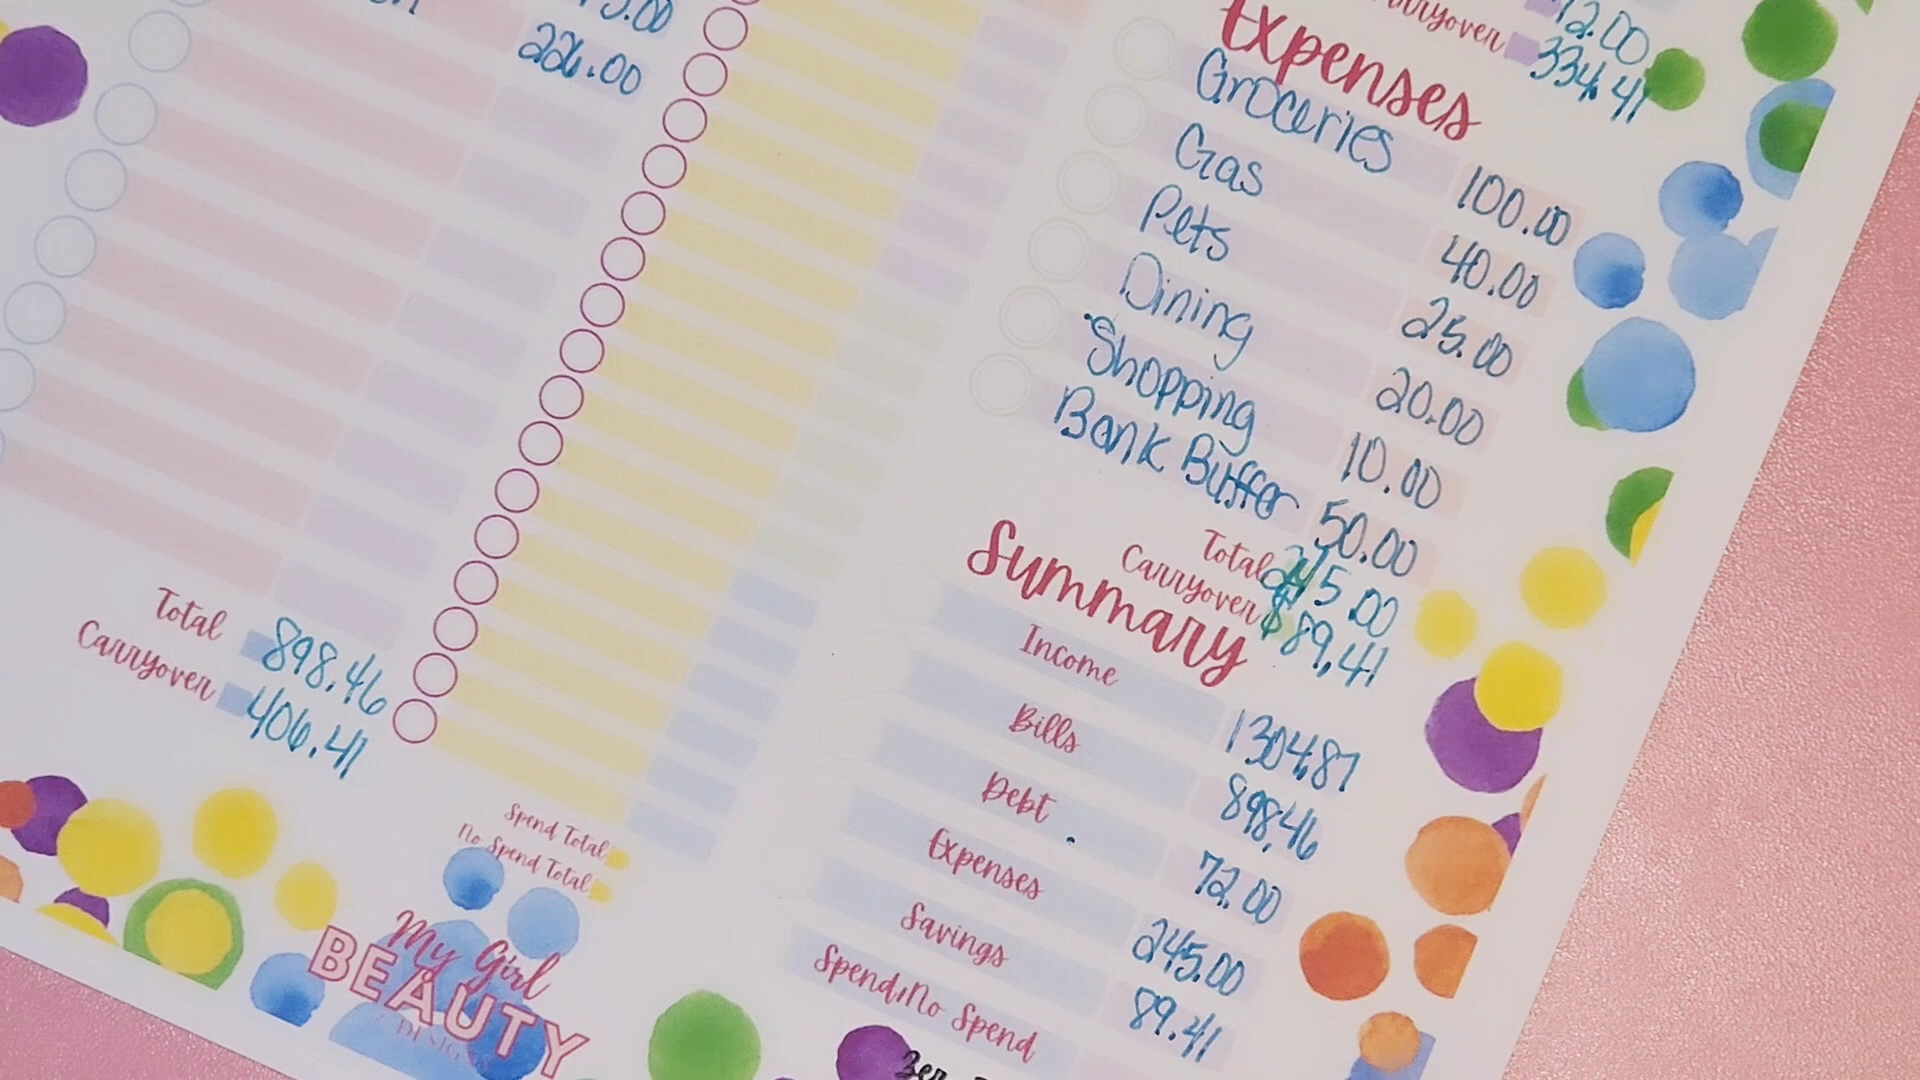 226.00
Total 898.46
Carryover 406.41
Spend Total
No Spend Total
My Girl
BEAUTY
Carryover 334.41
Expenses
Groceries 100.00
Gas 40.00
Pets 25.00
Dining 20.00
Shopping 10.00
Bank Buffer 50.00
Total 245.00
Carryover $89.41
Summary
Income 1304.87
Bills 898.46
Debt 72.00
Expenses 245.00
Savings 89.41
Spend/No Spend